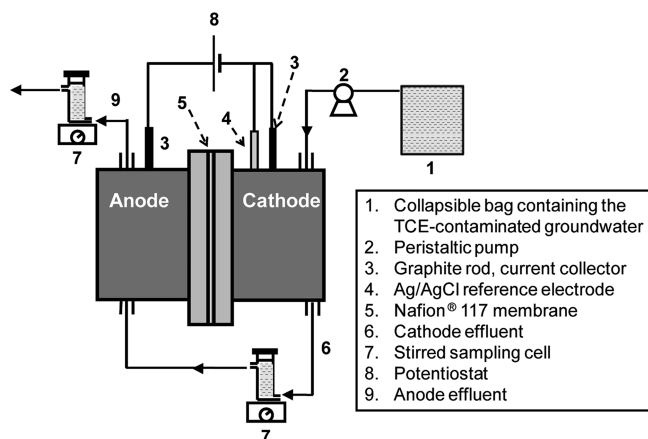 8
3
2
9
5
4
3
7
1
Anode
Cathode
6
7
1. Collapsible bag containing the
TCE-contaminated groundwater
2. Peristaltic pump
3. Graphite rod, current collector
4. Ag/AgCl reference electrode
5. Nafion® 117 membrane
6. Cathode effluent
7. Stirred sampling cell
8. Potentiostat
9. Anode effluent